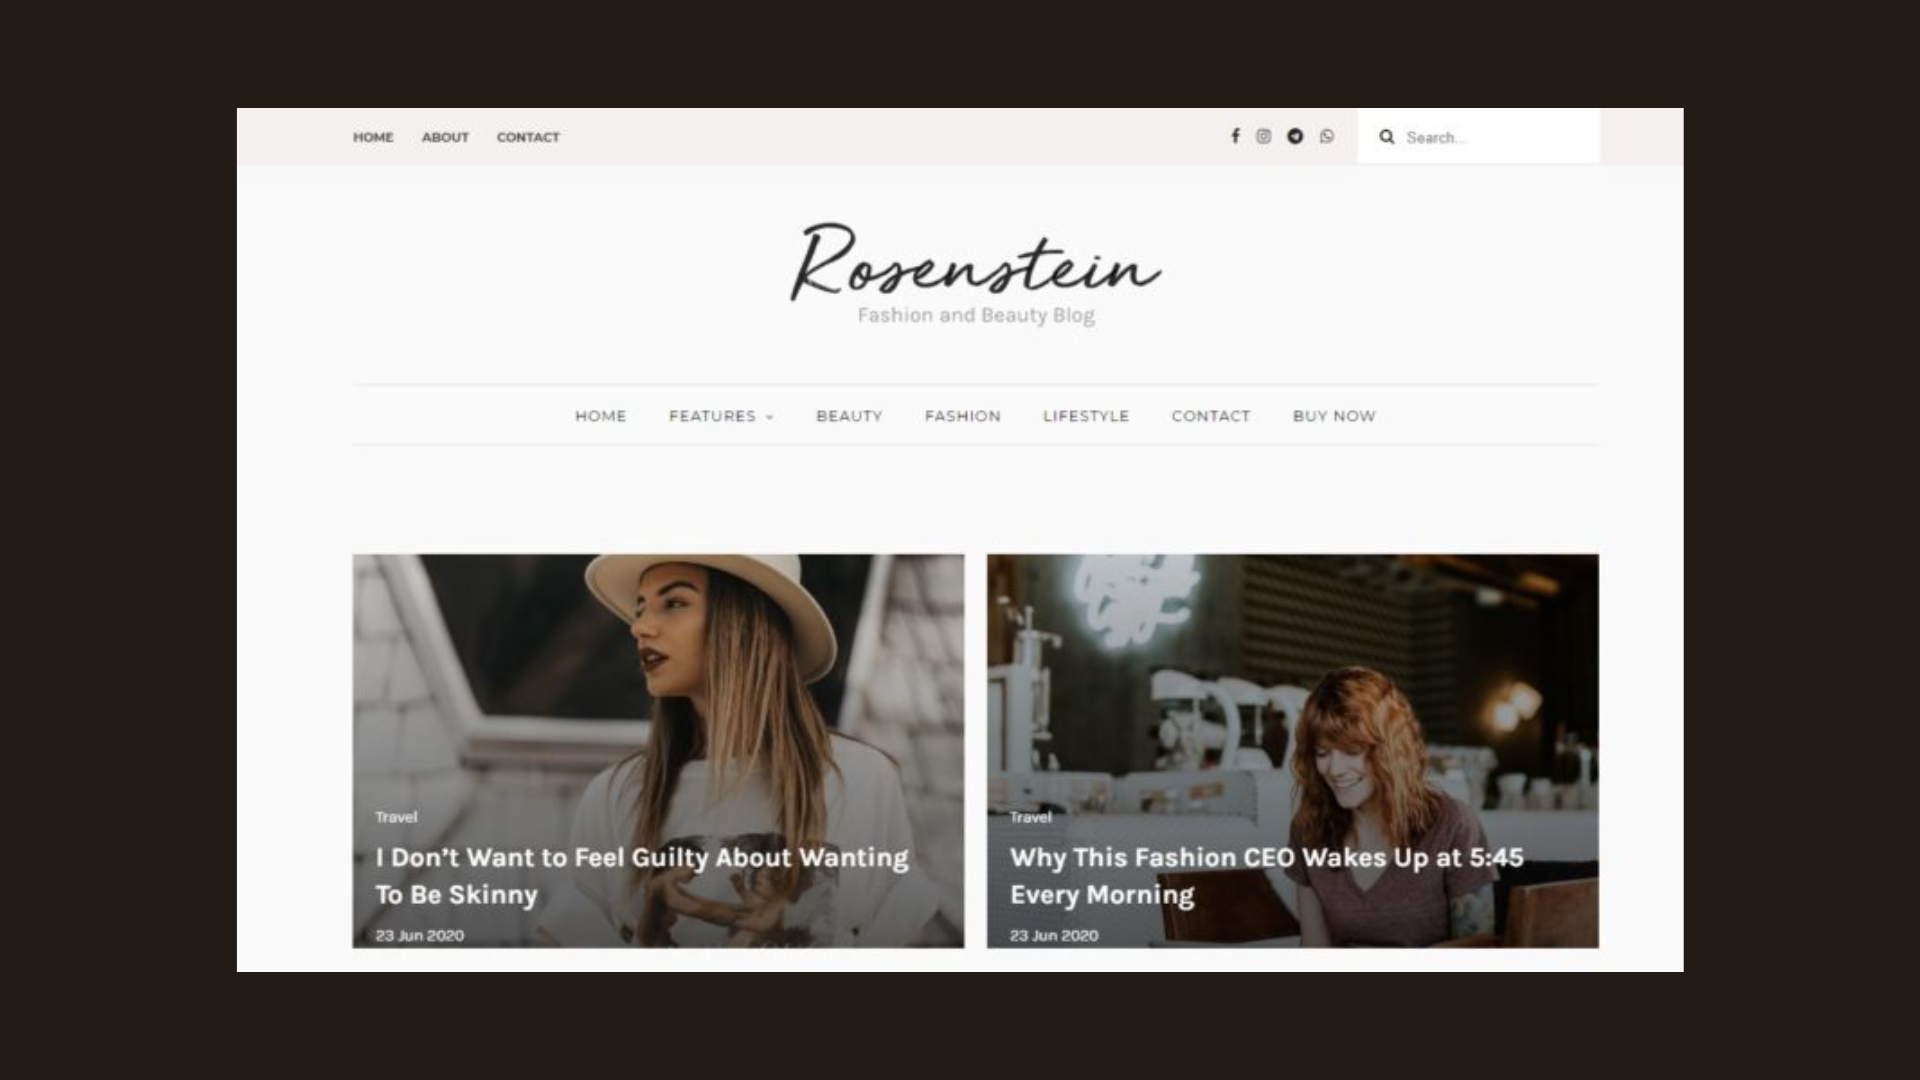 HOME ABOUT CONTACT
Search...
Rosenstein
Fashion and Beauty Blog
HOME FEATURES BEAUTY FASHION LIFESTYLE CONTACT BUY NOW
Travel
I Don’t Want to Feel Guilty About Wanting
To Be Skinny
23 Jun 2020
Travel
Why This Fashion CEO Wakes Up at 5:45
Every Morning
23 Jun 2020